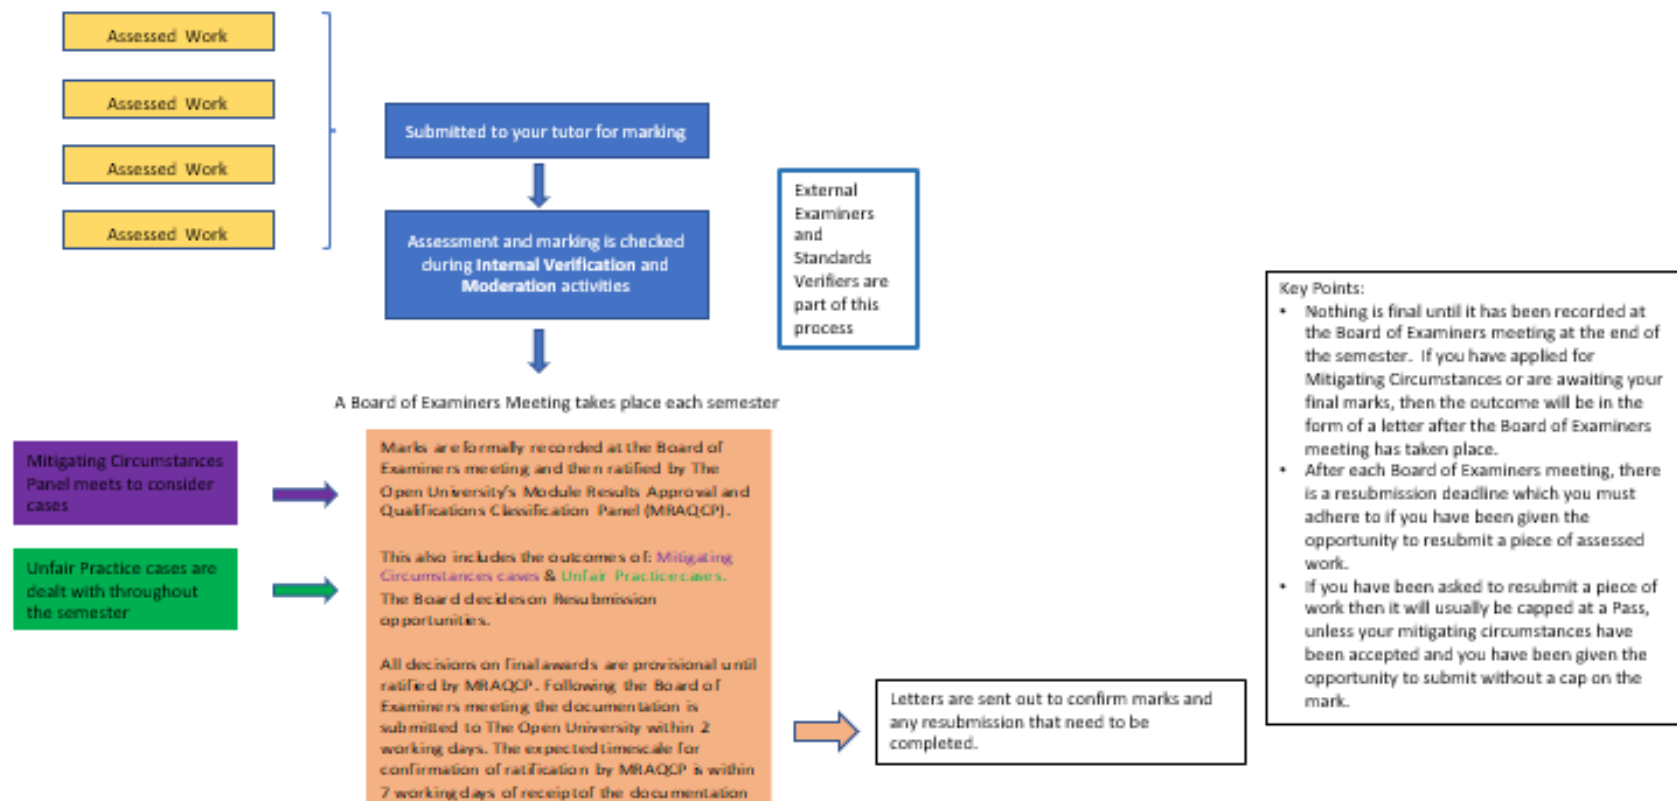 Assessed Work
Assessed Work
Assessed Work
Assessed Work
Submitted to your tutor for marking
Assessment and marking is checked
during Internal Verification and
Moderation activities
External
Examiners
and
Standards
Verifiers are
part of this
process
A Board of Examiners Meeting takes place each semester
Mitigating Circumstances
Panel meets to consider
cases
Unfair Practice cases are
dealt with throughout
the semester
Marks are formally recorded at the Board of
Examiners meeting and then ratified by The
Open University's Module Results Approval and
Qualifications Classification Panel (MRAQCP).
This also includes the outcomes of: Mitigating
Circumstances cases & Unfair Practice cases.
The Board decides on Resubmission
opportunities.
All decisions on final awards are provisional until
ratified by MRAQCP. Following the Board of
Examiners meeting the documentation is
submitted to The Open University within 2
working days. The expected timescale for
confirmation of ratification by MRAQCP is within
7 working days of receipt of the documentation
Letters are sent out to confirm marks and
any resubmission that need to be
completed.
Key Points:
• Nothing is final until it has been recorded at
the Board of Examiners meeting at the end of
the semester. If you have applied for
Mitigating Circumstances or are awaiting your
final marks, then the outcome will be in the
form of a letter after the Board of Examiners
meeting has taken place.
• After each Board of Examiners meeting, there
is a resubmission deadline which you must
adhere to if you have been given the
opportunity to resubmit a piece of assessed
work.
• If you have been asked to resubmit a piece of
work then it will usually be capped at a Pass,
unless your mitigating circumstances have
been accepted and you have been given the
opportunity to submit without a cap on the
mark.